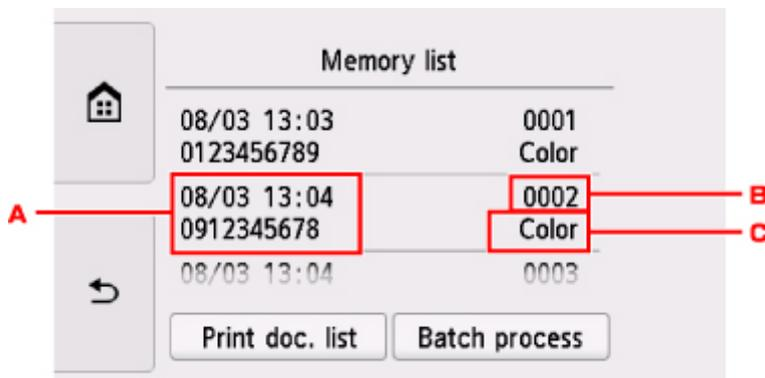 Memory list
08/03 13:03 0001
0123456789 Color
A
08/03 13:04 0002
B
0912345678 Color
C
08/03 13:04 0003
Print doc. list Batch process